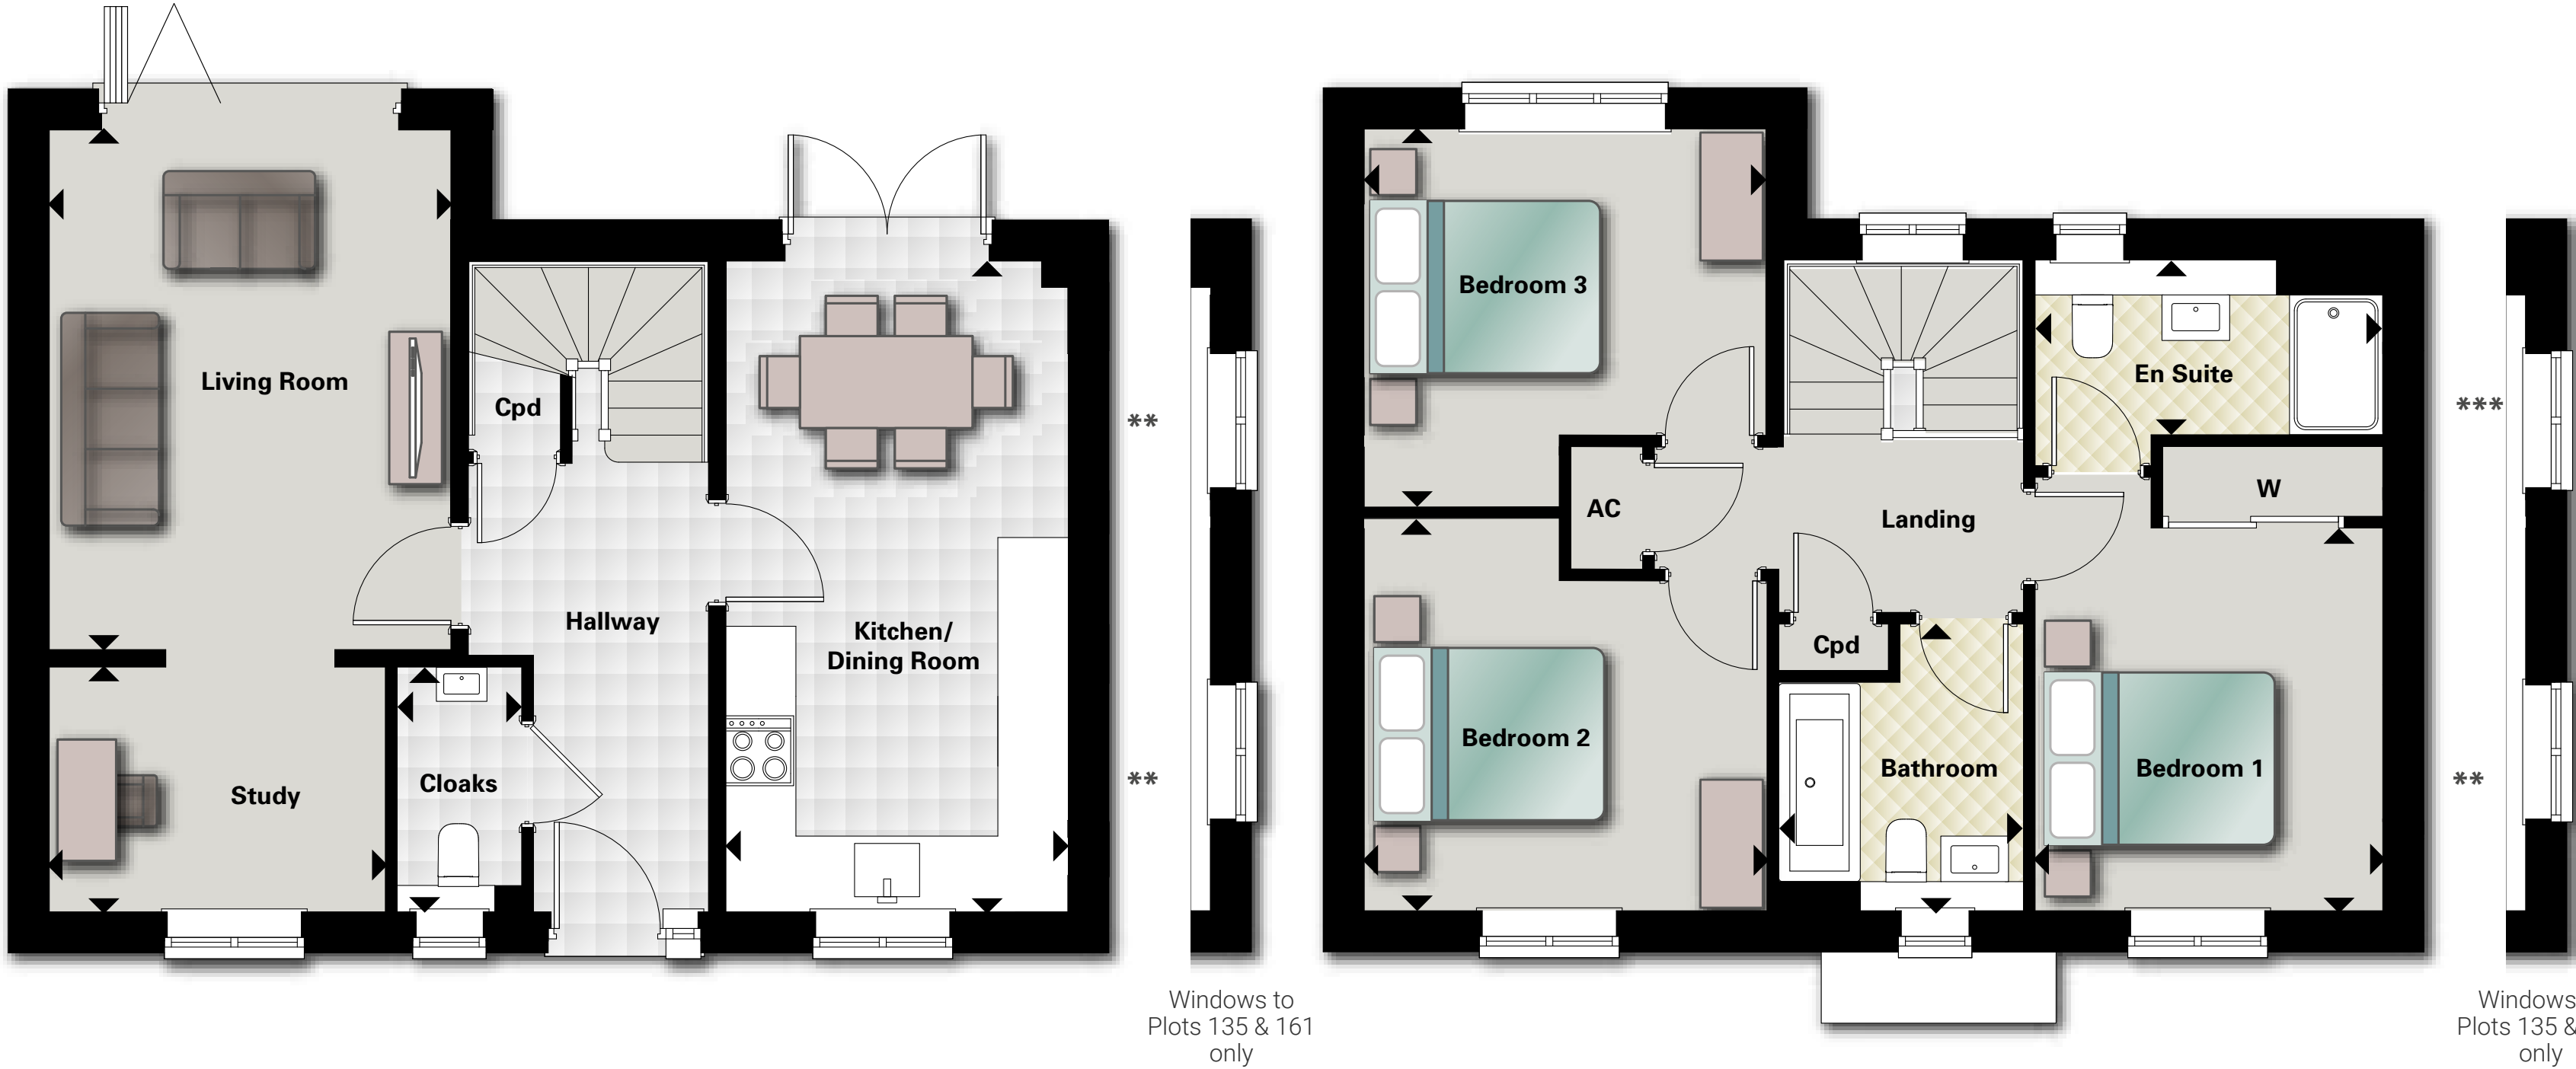 Living Room
Cpd
Hallway
Kitchen/
Dining Room
Study
Cloaks
**
**
Windows to
Plots 135 & 161
only
Bedroom 3
En Suite
AC
Landing
W
Cpd
Bedroom 2
Bathroom
Bedroom 1
***
**
Windows
Plots 135 &
only